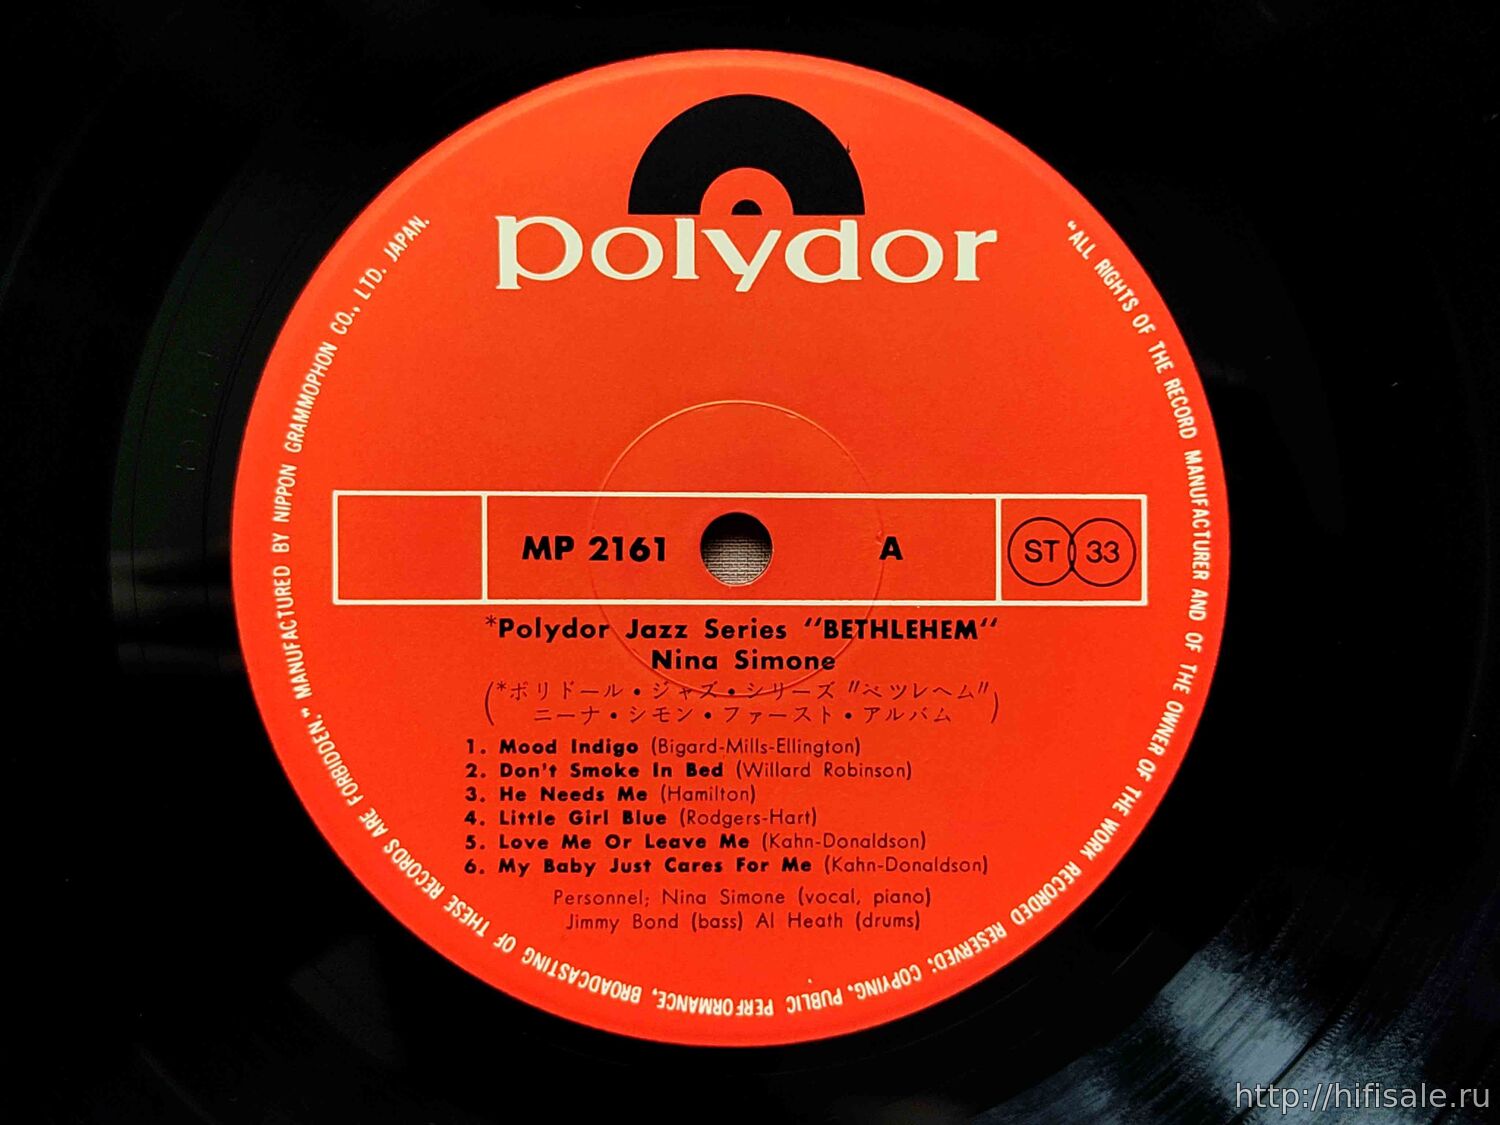 polydor
MP 2161
A
ST 33
*Polydor Jazz Series "BETHLEHEM"
Nina Simone
(*ポリドール・ジャズ・シリーズ "ベツレヘム"
ニーナ・シモン・ファースト・アルバム)
1. Mood Indigo (Bigard-Mills-Ellington)
2. Don't Smoke In Bed (Willard Robinson)
3. He Needs Me (Hamilton)
4. Little Girl Blue (Rodgers-Hart)
5. Love Me Or Leave Me (Kahn-Donaldson)
6. My Baby Just Cares For Me (Kahn-Donaldson)
Personnel; Nina Simone (vocal, piano)
Jimmy Bond (bass) Al Heath (drums)
"ALL RIGHTS OF THE RECORD MANUFACTURER AND OF THE OWNER OF THE WORK RECORDED RESERVED; COPYING, PUBLIC PERFORMANCE, BROADCASTING OF THESE RECORDS ARE FORBIDDEN." MANUFACTURED BY NIPPON GRAMMOPHON CO., LTD. JAPAN.
http://hifisale.ru